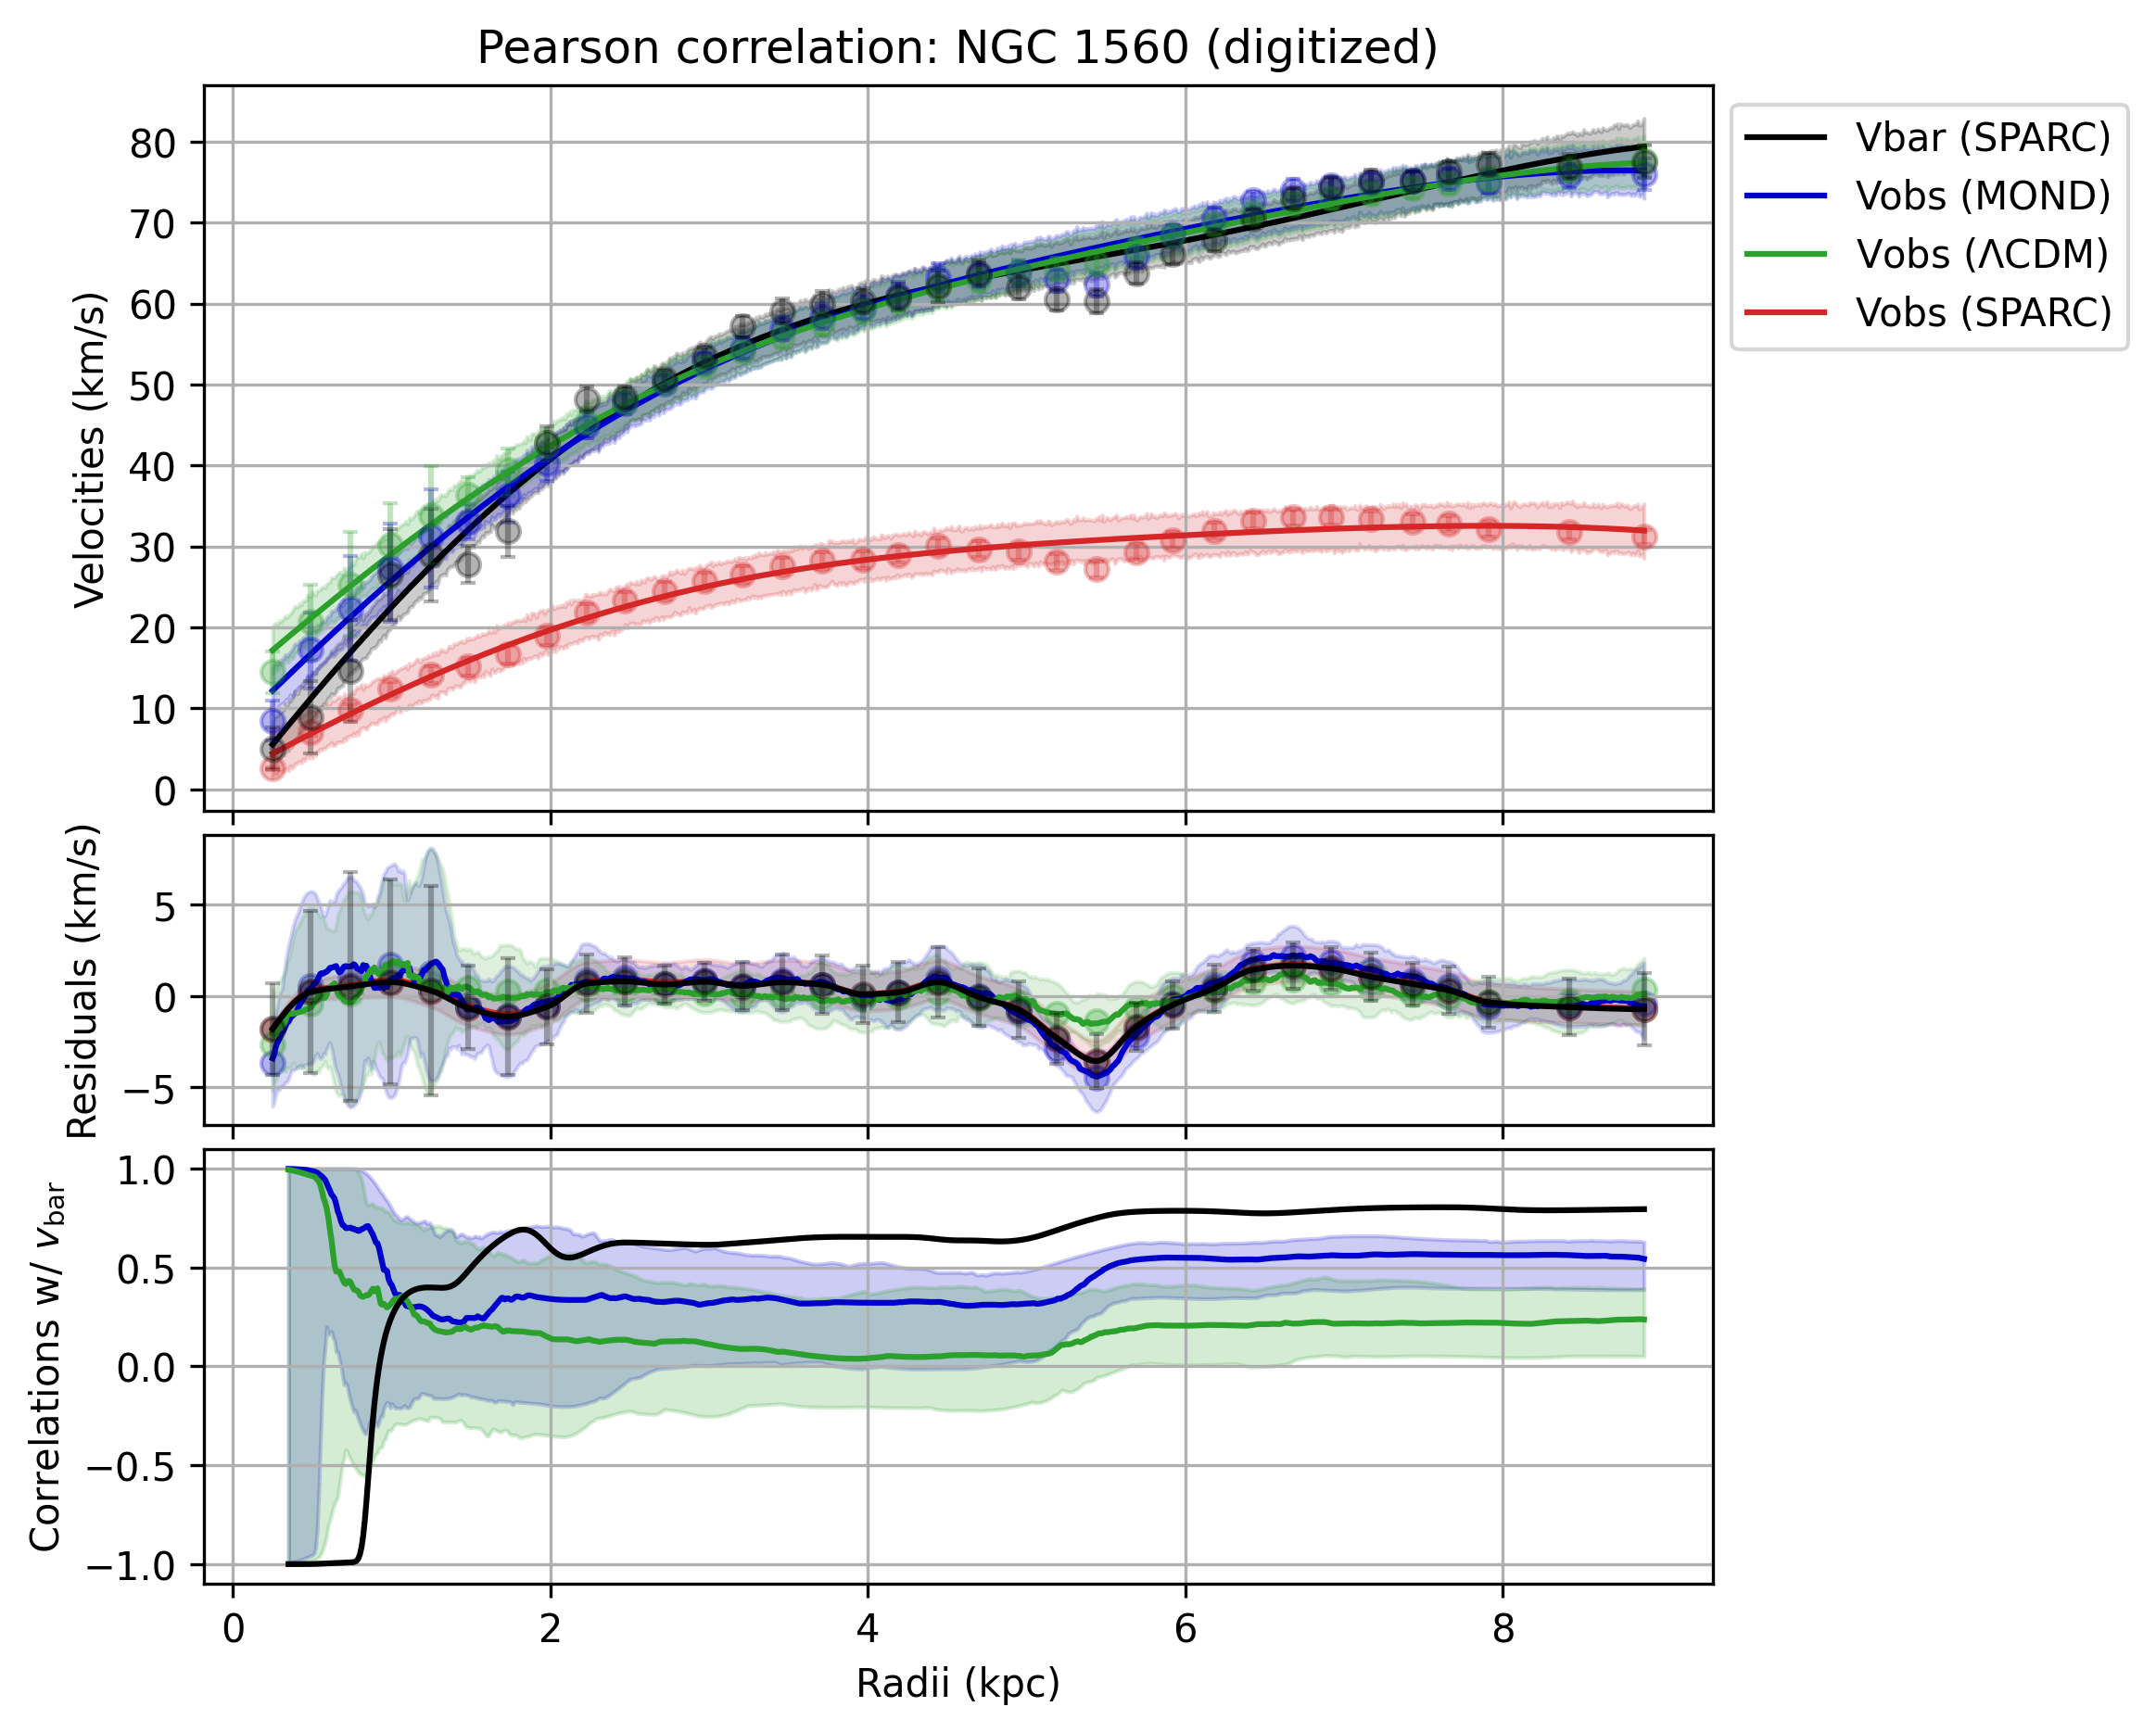 Pearson correlation: NGC 1560 (digitized)
Vbar (SPARC)
Vobs (MOND)
Vobs (ΛCDM)
Vobs (SPARC)
Velocities (km/s)
80
70
60
50
40
30
20
10
0
Residuals (km/s)
5
0
−5
Correlations w/ vbar
1.0
0.5
0.0
−0.5
−1.0
0 2 4 6 8
Radii (kpc)